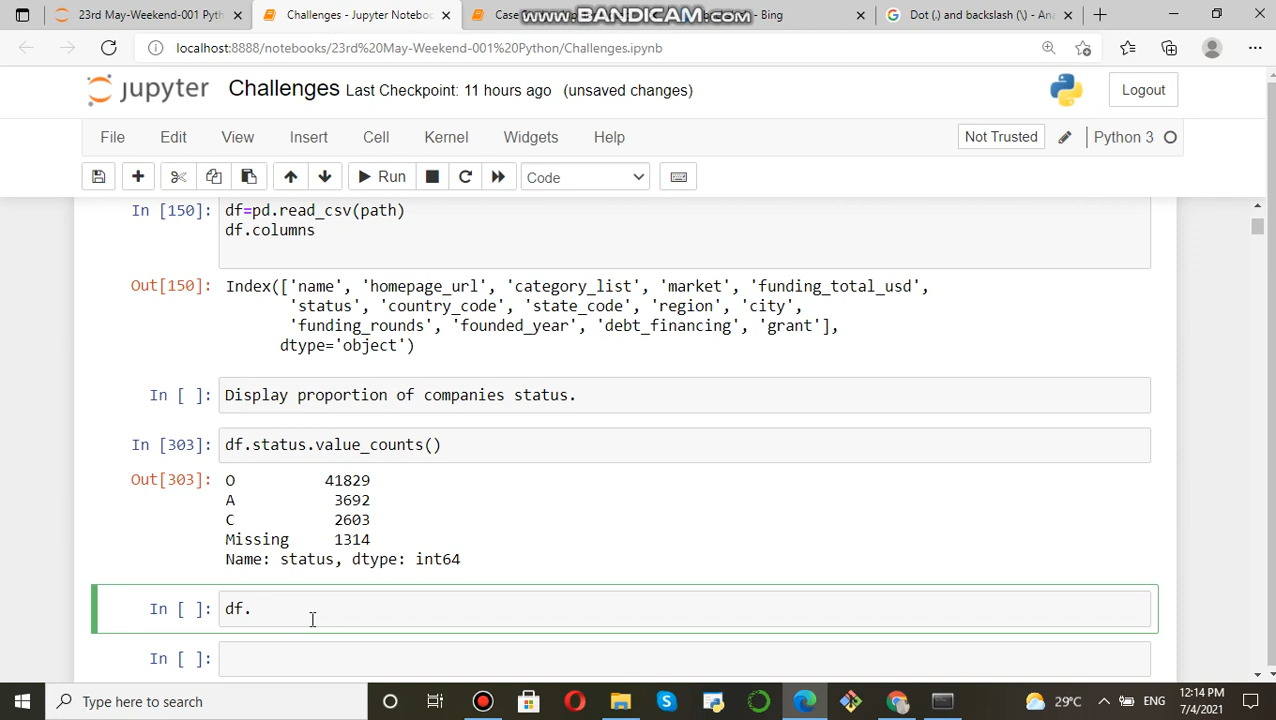 23rd May-Weekend-001 Pyth
Challenges - Jupyter Noteboo
Case
- Bing
Dot (.) and backslash (\) - An
www.BANDICAM.com
localhost:8888/notebooks/23rd%20May-Weekend-001%20Python/Challenges.ipynb
jupyter Challenges Last Checkpoint: 11 hours ago (unsaved changes)
Logout
File Edit View Insert Cell Kernel Widgets Help
Not Trusted
Python 3
Run
Code
In [150]: df=pd.read_csv(path)
df.columns
Out[150]: Index(['name', 'homepage_url', 'category_list', 'market', 'funding_total_usd',
'status', 'country_code', 'state_code', 'region', 'city',
'funding_rounds', 'founded_year', 'debt_financing', 'grant'],
dtype='object')
In [ ]: Display proportion of companies status.
In [303]: df.status.value_counts()
Out[303]: O 41829
A 3692
C 2603
Missing 1314
Name: status, dtype: int64
In [ ]: df.
In [ ]:
Type here to search
29°C
ENG
12:14 PM
7/4/2021